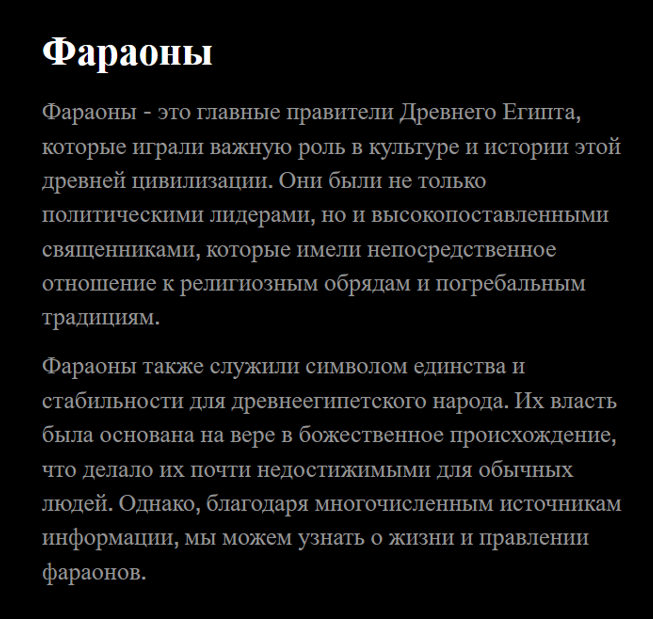 Фараоны
Фараоны - это главные правители Древнего Египта,
которые играли важную роль в культуре и истории этой
древней цивилизации. Они были не только
политическими лидерами, но и высокопоставленными
священниками, которые имели непосредственное
отношение к религиозным обрядам и погребальным
традициям.
Фараоны также служили символом единства и
стабильности для древнеегипетского народа. Их власть
была основана на вере в божественное происхождение,
что делало их почти недостижимыми для обычных
людей. Однако, благодаря многочисленным источникам
информации, мы можем узнать о жизни и правлении
фараонов.